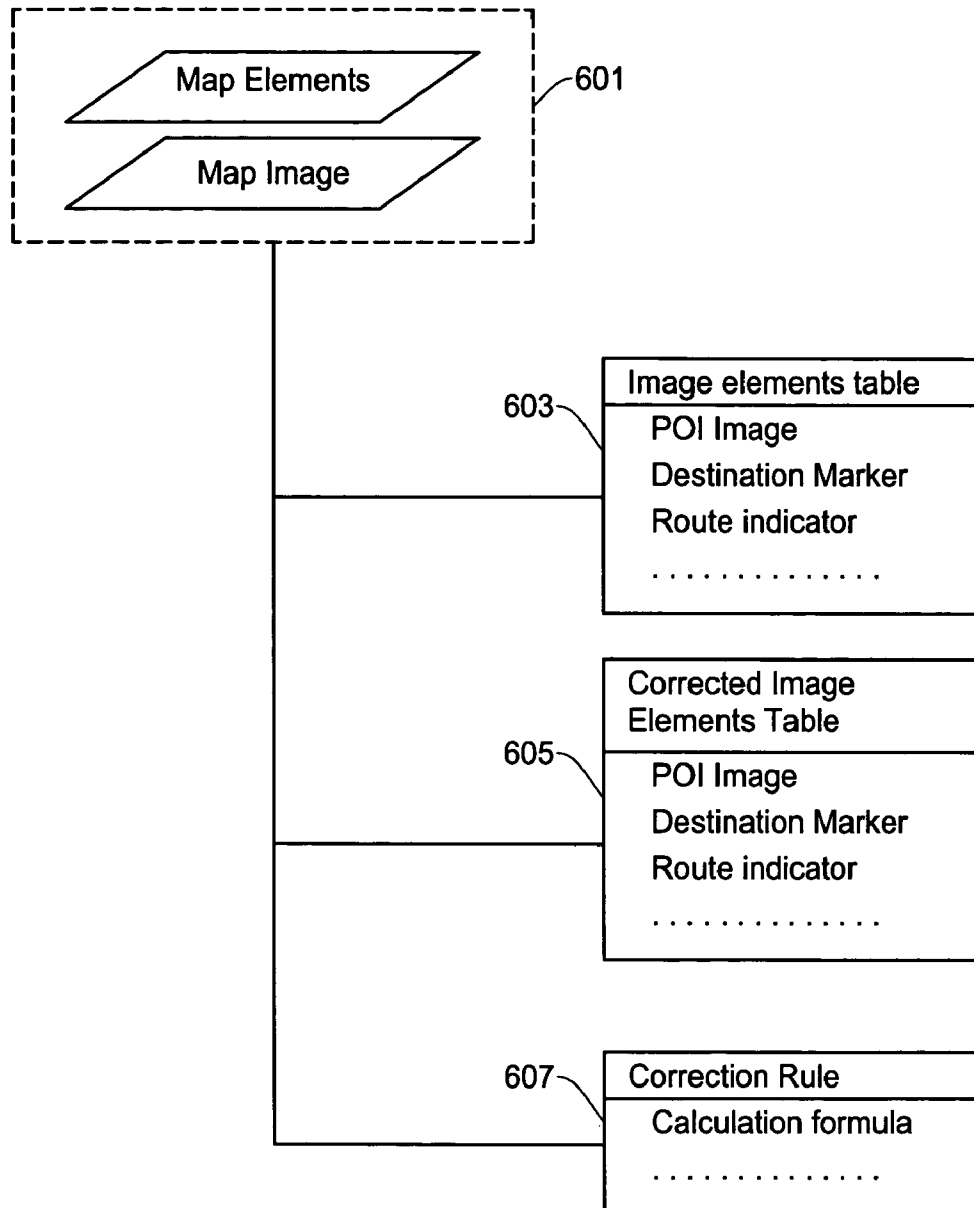 Map Elements
601
Map Image
Image elements table
603
POI Image
Destination Marker
Route indicator
. . . . . . . . . . . . . .
Corrected Image
Elements Table
605
POI Image
Destination Marker
Route indicator
. . . . . . . . . . . . . .
607
Correction Rule
Calculation formula
. . . . . . . . . . . . . .